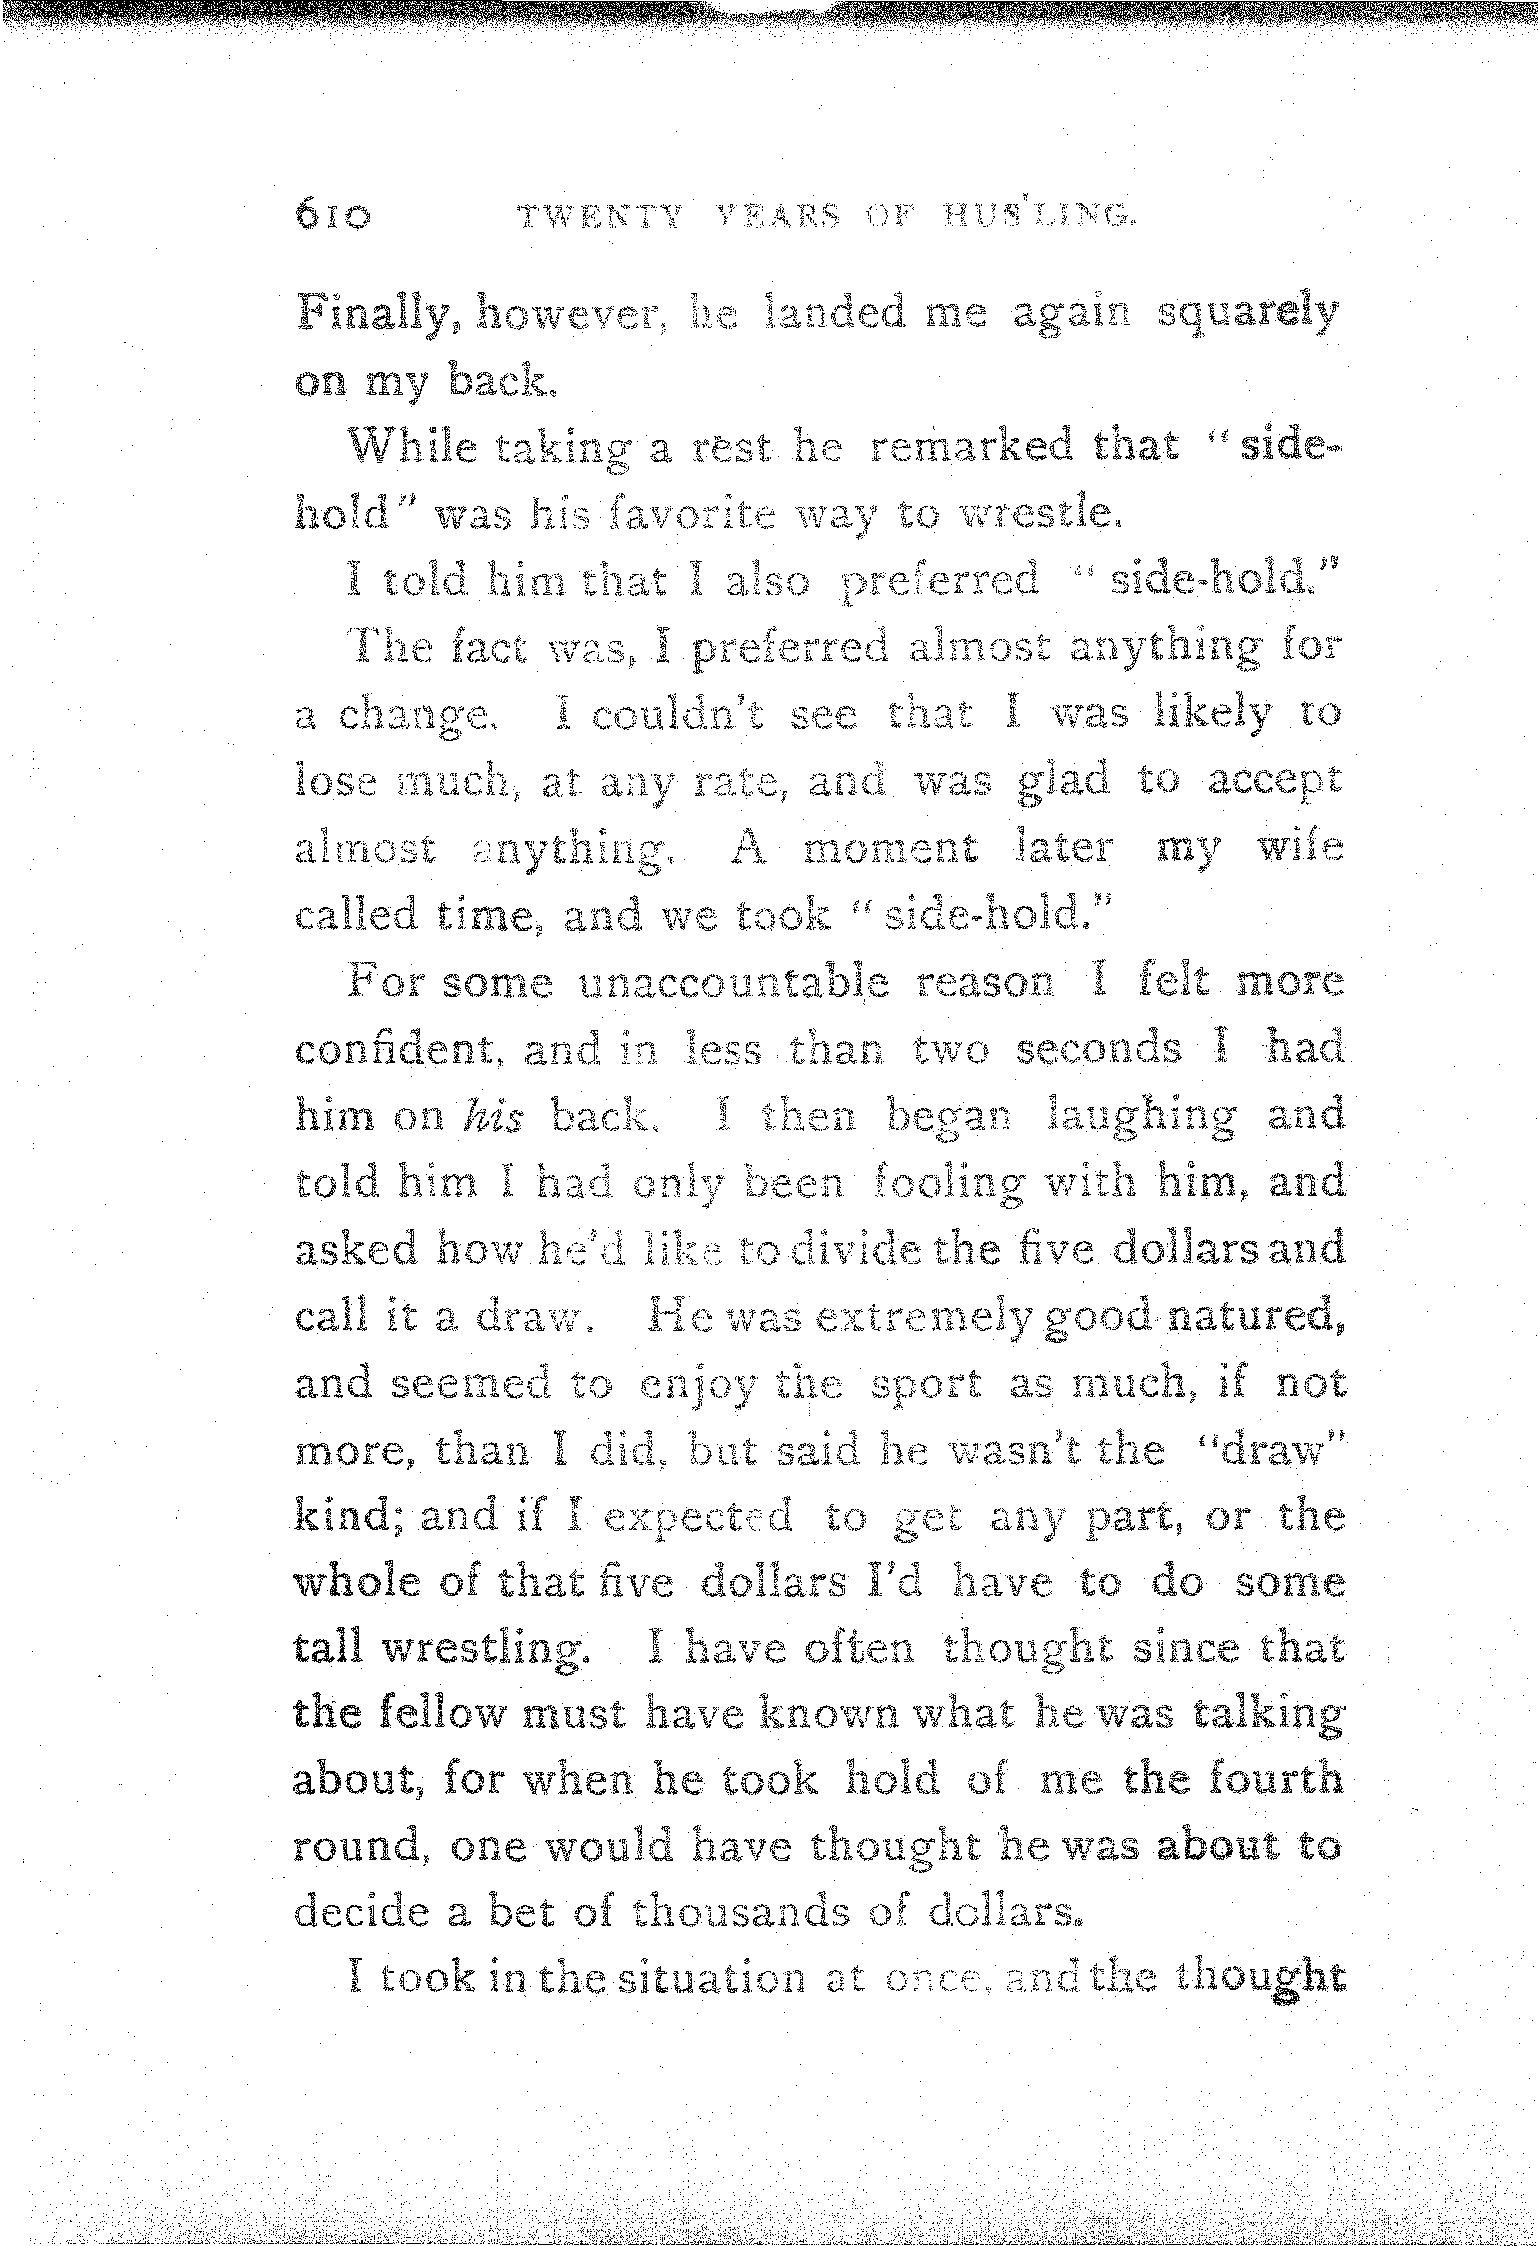 610 TWENTY YEARS OF HUS'LING.
Finally, however, he landed me again squarely
on my back.
While taking a rest he remarked that "side-
hold" was his favorite way to wrestle.
I told him that I also preferred "side-hold."
The fact was, I preferred almost anything for
a change. I couldn't see that I was likely to
lose much, at any rate, and was glad to accept
almost anything. A moment later my wife
called time, and we took "side-hold."
For some unaccountable reason I felt more
confident, and in less than two seconds I had
him on his back. I then began laughing and
told him I had only been fooling with him, and
asked how he'd like to divide the five dollars and
call it a draw. He was extremely good natured,
and seemed to enjoy the sport as much, if not
more, than I did, but said he wasn't the "draw"
kind; and if I expected to get any part, or the
whole of that five dollars I'd have to do some
tall wrestling. I have often thought since that
the fellow must have known what he was talking
about, for when he took hold of me the fourth
round, one would have thought he was about to
decide a bet of thousands of dollars.
I took in the situation at once, and the thought